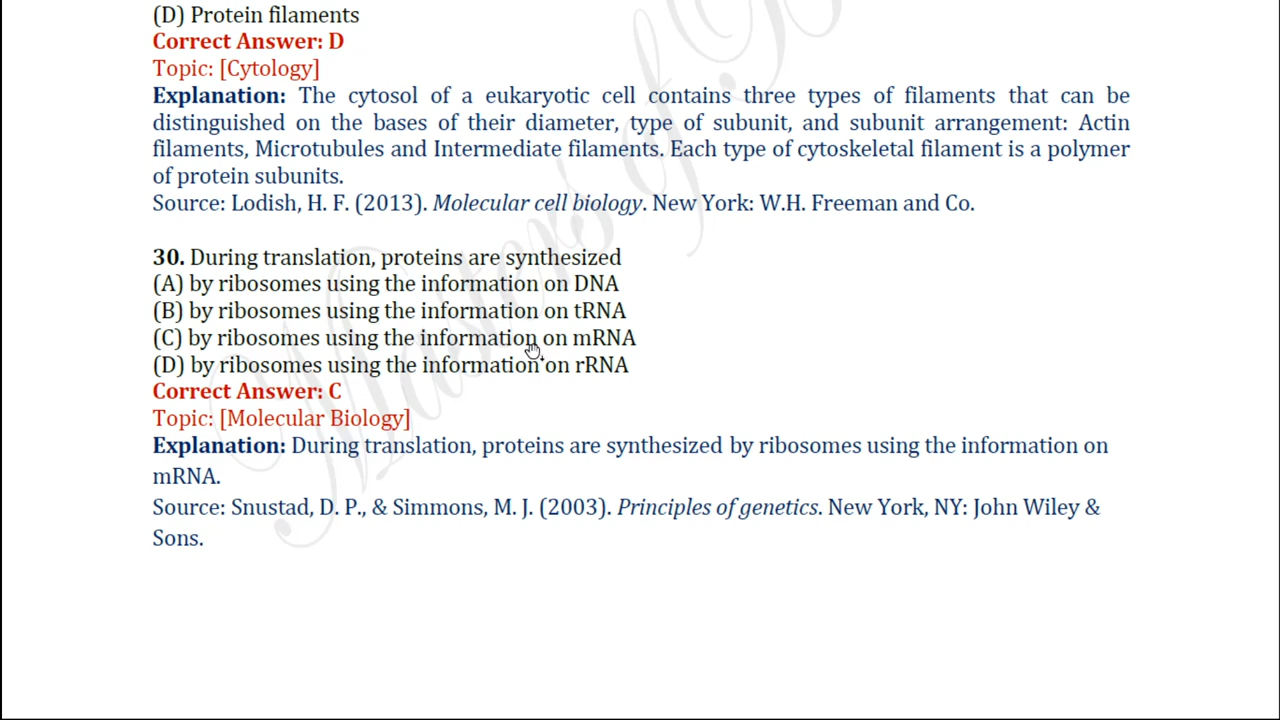 (D) Protein filaments
Correct Answer: D
Topic: [Cytology]
Explanation: The cytosol of a eukaryotic cell contains three types of filaments that can be
distinguished on the bases of their diameter, type of subunit, and subunit arrangement: Actin
filaments, Microtubules and Intermediate filaments. Each type of cytoskeletal filament is a polymer
of protein subunits.
Source: Lodish, H. F. (2013). Molecular cell biology. New York: W.H. Freeman and Co.
30. During translation, proteins are synthesized
(A) by ribosomes using the information on DNA
(B) by ribosomes using the information on tRNA
(C) by ribosomes using the information on mRNA
(D) by ribosomes using the information on rRNA
Correct Answer: C
Topic: [Molecular Biology]
Explanation: During translation, proteins are synthesized by ribosomes using the information on
mRNA.
Source: Snustad, D. P., & Simmons, M. J. (2003). Principles of genetics. New York, NY: John Wiley &
Sons.
Masters of